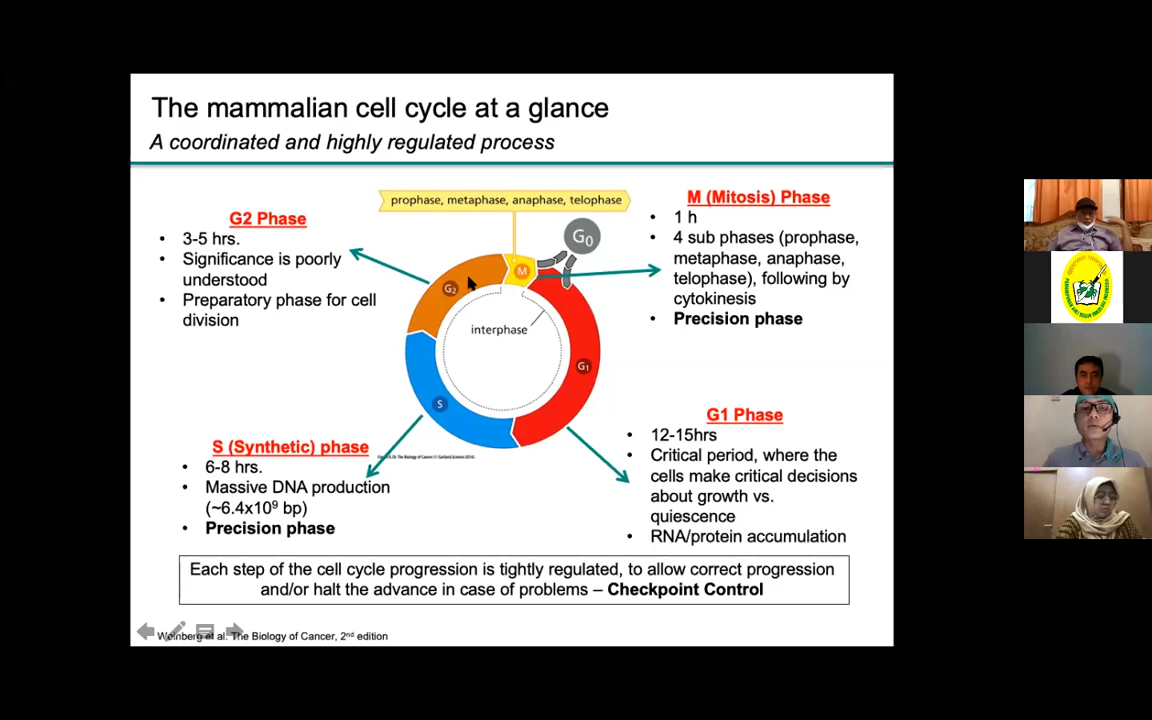 The mammalian cell cycle at a glance
A coordinated and highly regulated process
prophase, metaphase, anaphase, telophase
G2 Phase
• 3-5 hrs.
• Significance is poorly
understood
• Preparatory phase for cell
division
M (Mitosis) Phase
• 1 h
• 4 sub phases (prophase,
metaphase, anaphase,
telophase), following by
cytokinesis
• Precision phase
G₀
M
G₂
interphase
G₁
S
S (Synthetic) phase
• 6-8 hrs.
• Massive DNA production
(~6.4x10⁹ bp)
• Precision phase
G1 Phase
• 12-15hrs
• Critical period, where the
cells make critical decisions
about growth vs.
quiescence
• RNA/protein accumulation
Each step of the cell cycle progression is tightly regulated, to allow correct progression
and/or halt the advance in case of problems – Checkpoint Control
Weinberg et al. The Biology of Cancer, 2nd edition